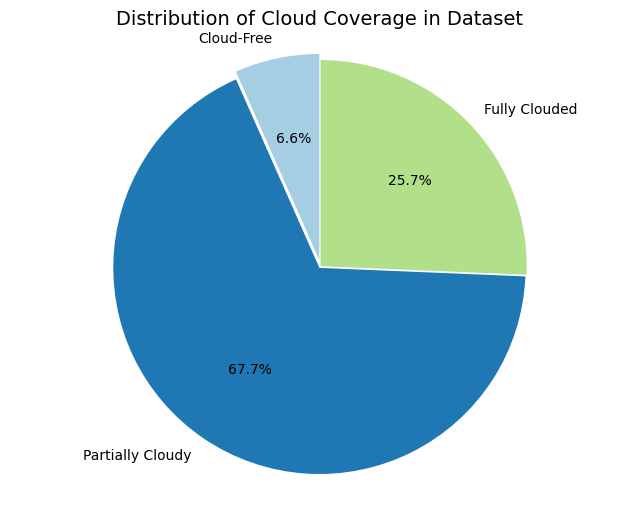 Distribution of Cloud Coverage in Dataset
Cloud-Free
Fully Clouded
6.6%
25.7%
67.7%
Partially Cloudy